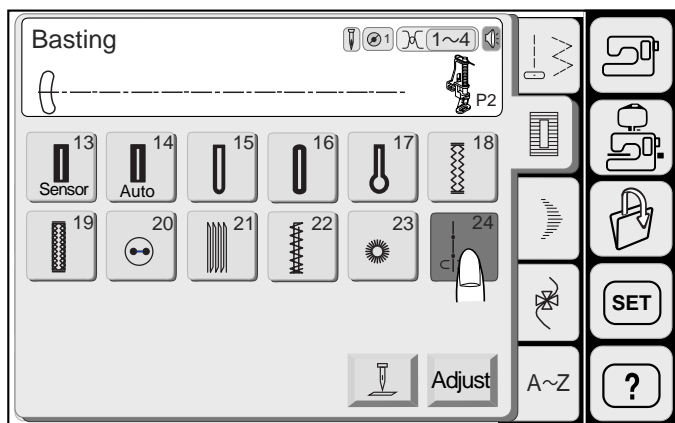 Basting
1 1~4
P2
13 14 15 16 17 18
Sensor Auto
19 20 21 22 23 24
Adjust
A~Z
SET
?